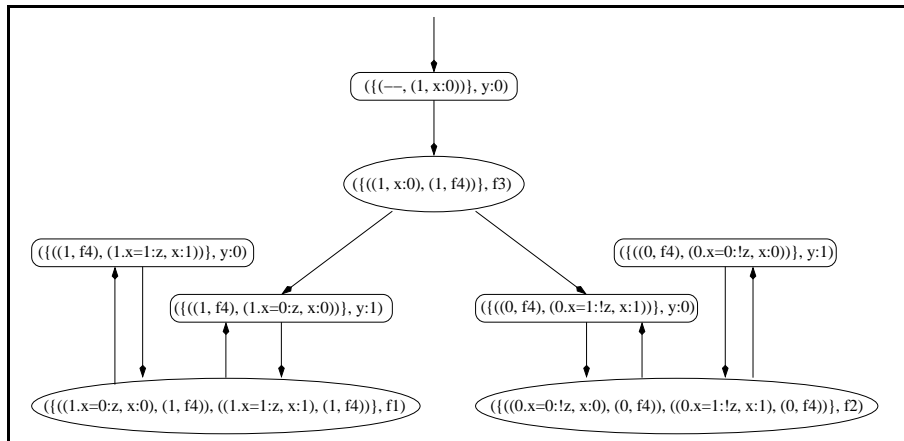 ({(−−, (1, x:0))}, y:0)
({((1, x:0), (1, f4))}, f3)
({((1, f4), (1.x=1:z, x:1))}, y:0)
({((0, f4), (0.x=0:!z, x:0))}, y:1)
({((1, f4), (1.x=0:z, x:0))}, y:1)
({((0, f4), (0.x=1:!z, x:1))}, y:0)
({((1.x=0:z, x:0), (1, f4)), ((1.x=1:z, x:1), (1, f4))}, f1)
({((0.x=0:!z, x:0), (0, f4)), ((0.x=1:!z, x:1), (0, f4))}, f2)